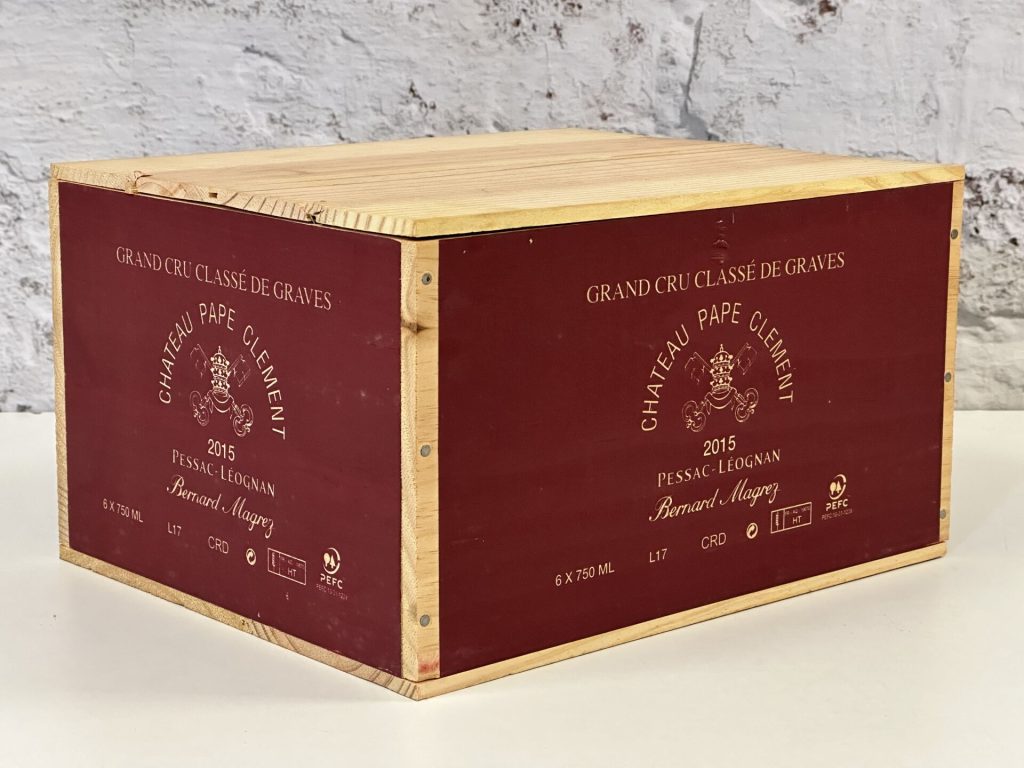 GRAND CRU CLASSÉ DE GRAVES
CHATEAU PAPE CLEMENT
2015
PESSAC-LÉOGNAN
Bernard Magrez
6 X 750 ML
L17
CRD
HT
PEFC
GRAND CRU CLASSÉ DE GRAVES
CHATEAU PAPE CLEMENT
2015
PESSAC-LÉOGNAN
Bernard Magrez
6 X 750 ML
L17
CRD
HT
PEFC